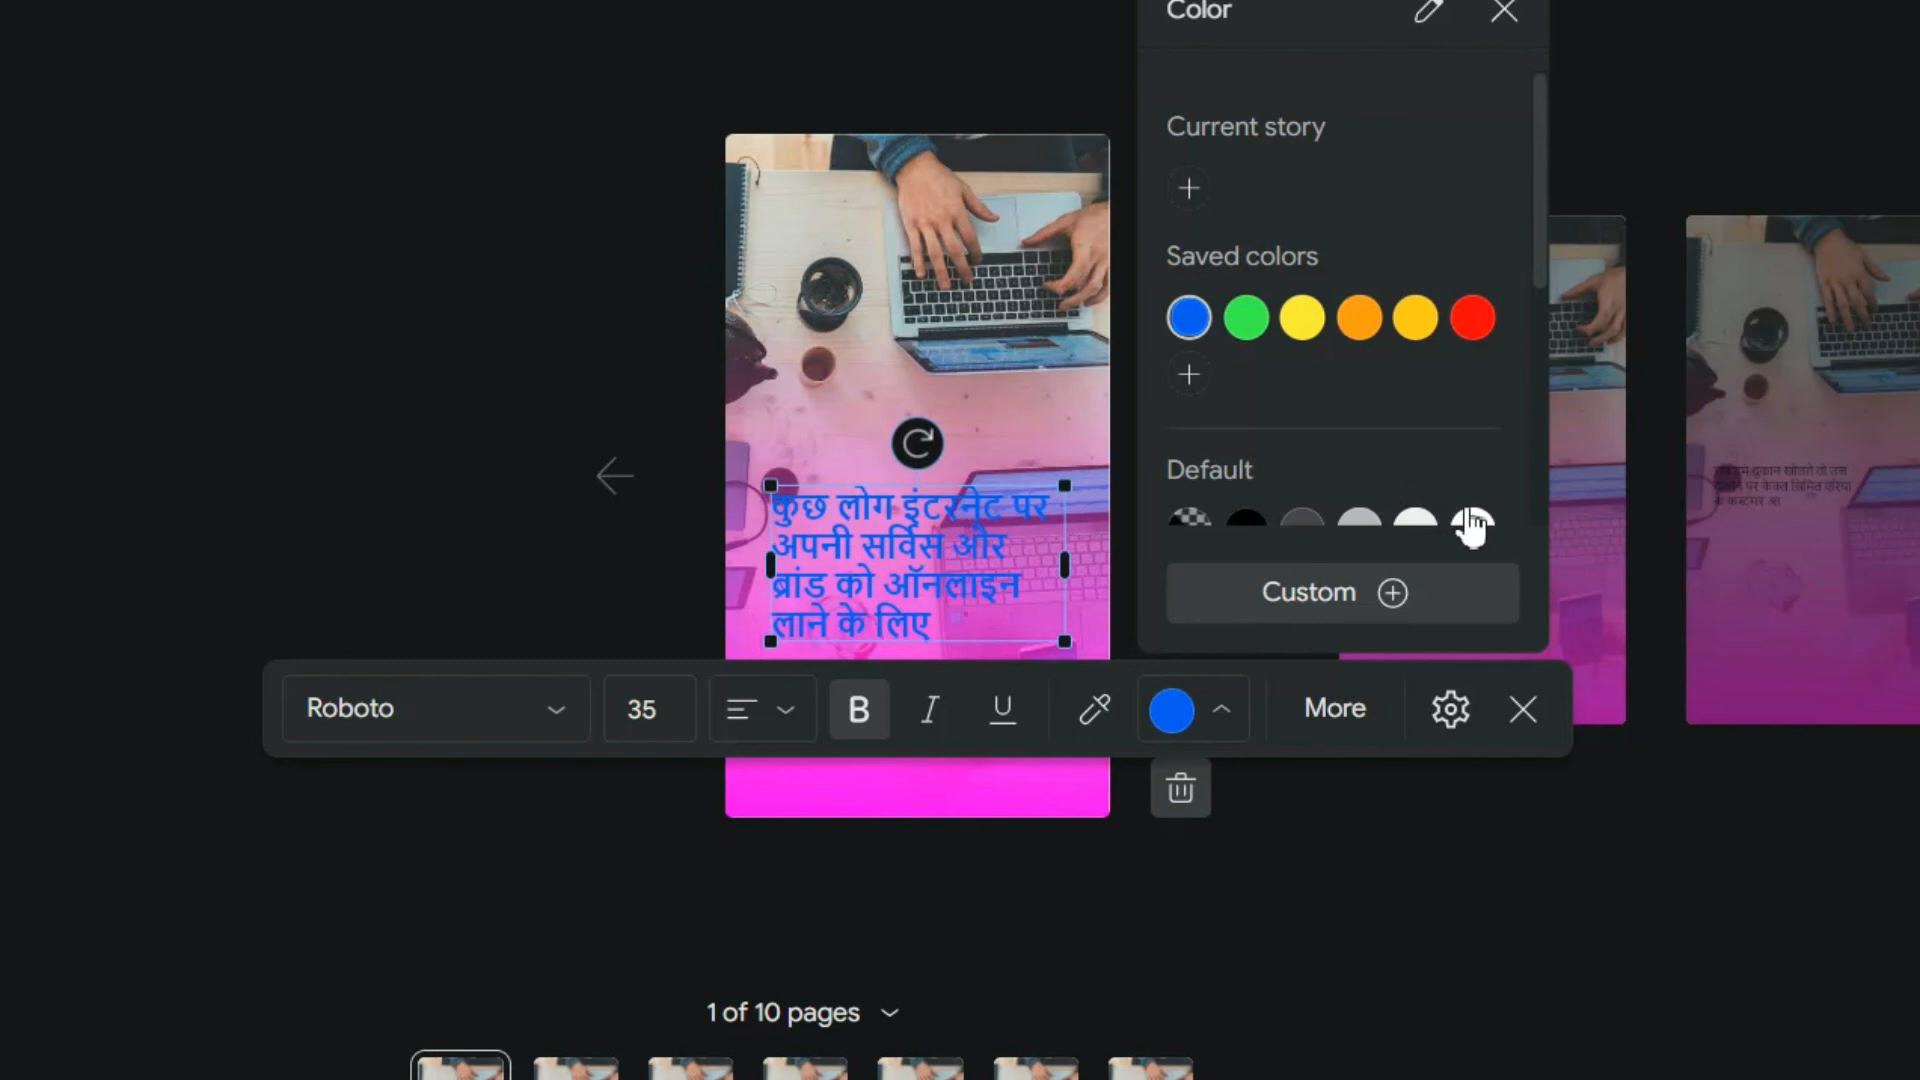 Color
Current story
Saved colors
Default
Custom
कुछ लोग इंटरनेट पर
अपनी सर्विस और
ब्रांड को ऑनलाइन
लाने के लिए
Roboto
35
B
I
U
More
1 of 10 pages